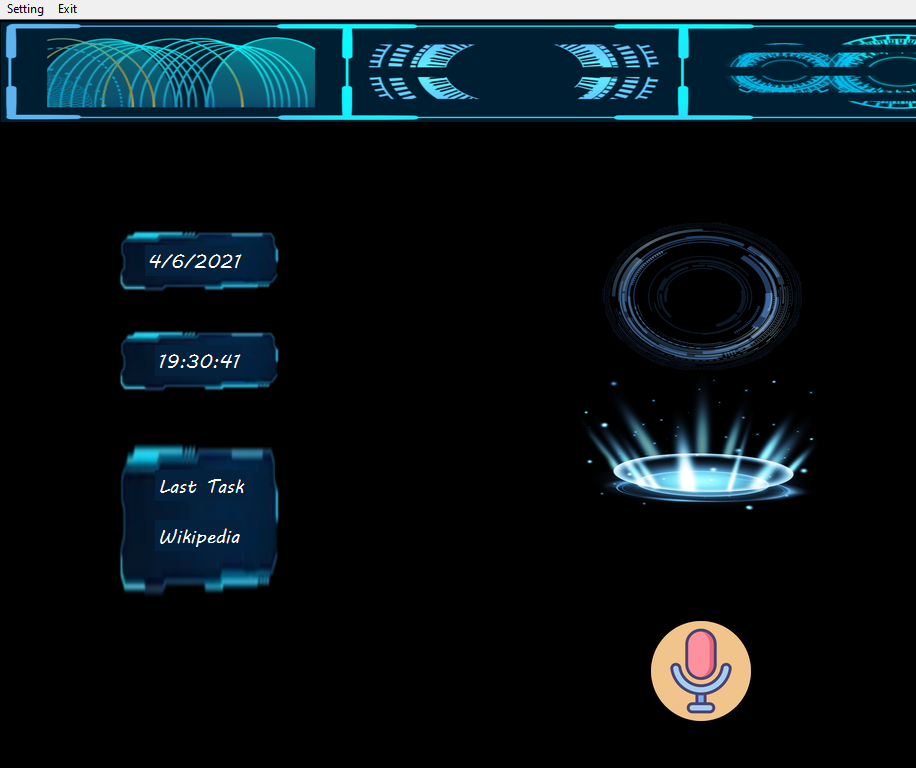 Setting Exit
4/6/2021
19:30:41
Last Task
Wikipedia